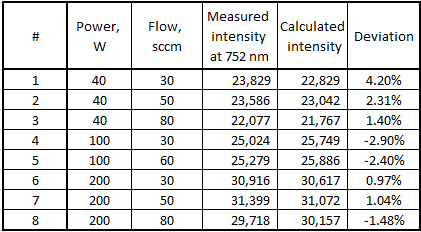 # Power, W Flow, sccm Measured intensity at 752 nm Calculated intensity Deviation
1 40 30 23,829 22,829 4.20%
2 40 50 23,586 23,042 2.31%
3 40 80 22,077 21,767 1.40%
4 100 30 25,024 25,749 -2.90%
5 100 60 25,279 25,886 -2.40%
6 200 30 30,916 30,617 0.97%
7 200 50 31,399 31,072 1.04%
8 200 80 29,718 30,157 -1.48%